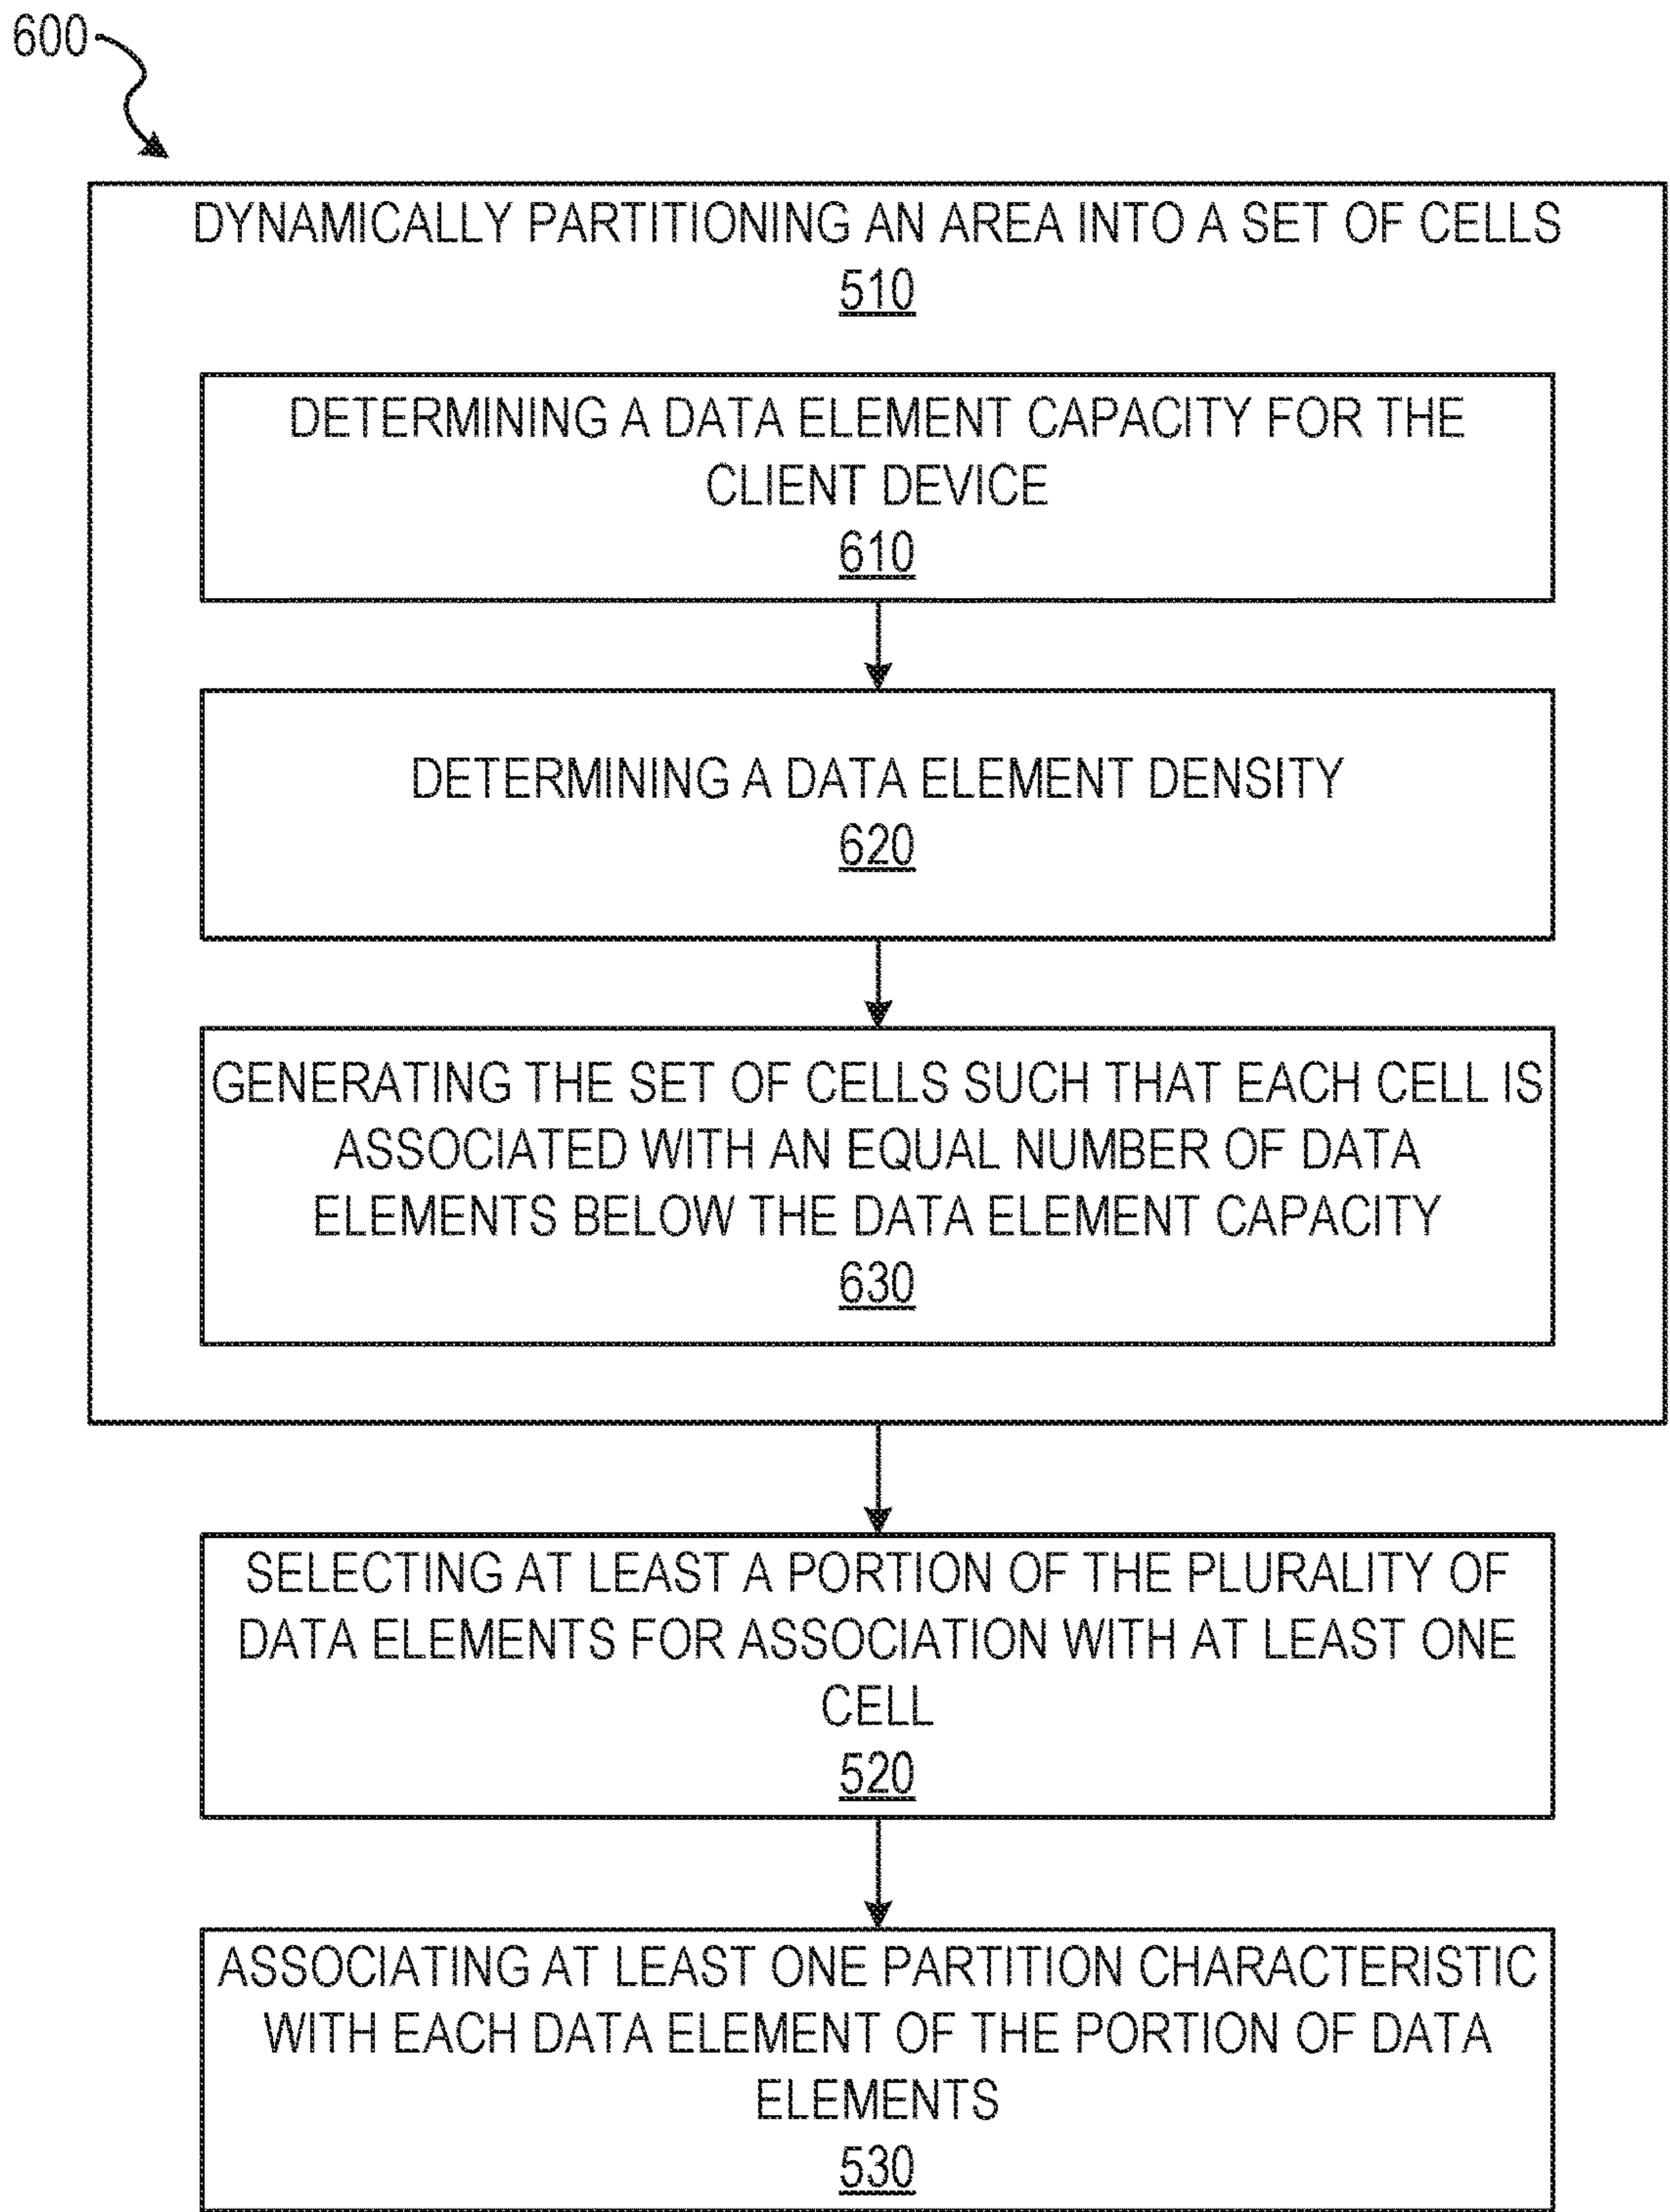 600
DYNAMICALLY PARTITIONING AN AREA INTO A SET OF CELLS
510
DETERMINING A DATA ELEMENT CAPACITY FOR THE
CLIENT DEVICE
610
DETERMINING A DATA ELEMENT DENSITY
620
GENERATING THE SET OF CELLS SUCH THAT EACH CELL IS
ASSOCIATED WITH AN EQUAL NUMBER OF DATA
ELEMENTS BELOW THE DATA ELEMENT CAPACITY
630
SELECTING AT LEAST A PORTION OF THE PLURALITY OF
DATA ELEMENTS FOR ASSOCIATION WITH AT LEAST ONE
CELL
520
ASSOCIATING AT LEAST ONE PARTITION CHARACTERISTIC
WITH EACH DATA ELEMENT OF THE PORTION OF DATA
ELEMENTS
530